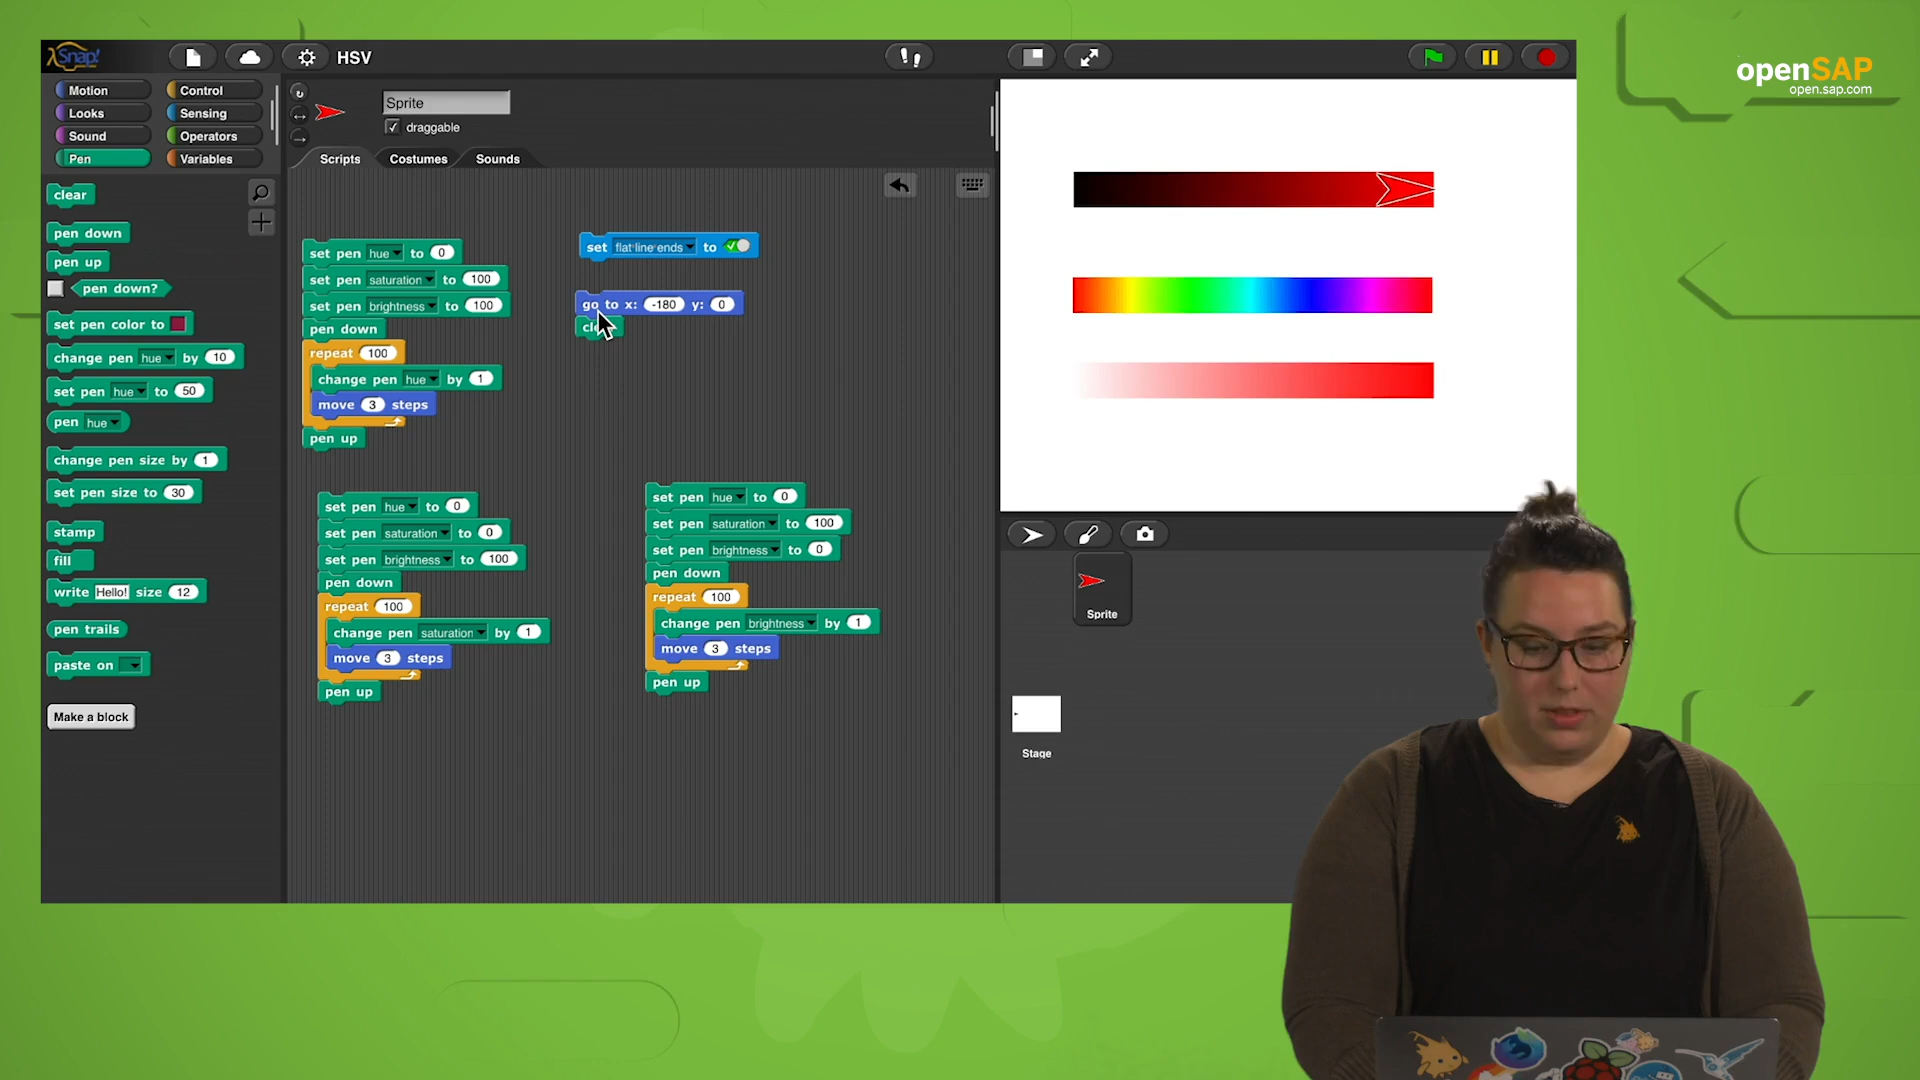 Snap!
HSV
openSAP
open.sap.com
Motion
Control
Looks
Sensing
Sound
Operators
Pen
Variables
Sprite
draggable
Scripts
Costumes
Sounds
clear
pen down
pen up
pen down?
set pen color to
change pen hue by 10
set pen hue to 50
pen hue
change pen size by 1
set pen size to 30
stamp
fill
write Hello! size 12
pen trails
paste on
Make a block
set pen hue to 0
set pen saturation to 100
set pen brightness to 100
pen down
repeat 100
change pen hue by 1
move 3 steps
pen up
set flat line ends to
go to x: -180 y: 0
set pen hue to 0
set pen saturation to 0
set pen brightness to 100
pen down
repeat 100
change pen saturation by 1
move 3 steps
pen up
set pen hue to 0
set pen saturation to 100
set pen brightness to 0
pen down
repeat 100
change pen brightness by 1
move 3 steps
pen up
Sprite
Stage